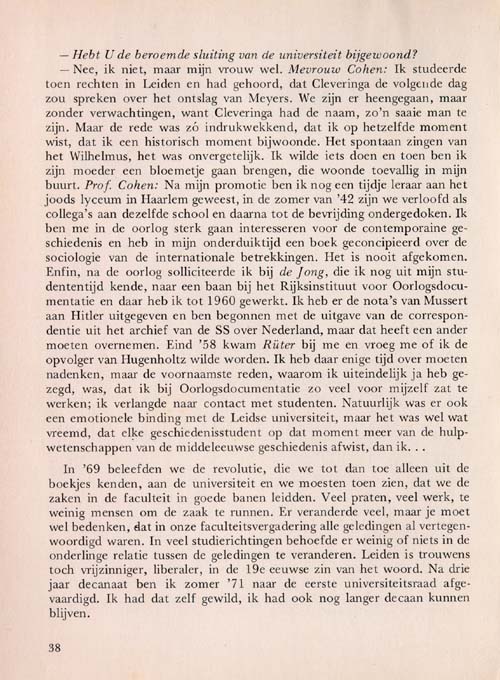 — Hebt U de beroemde sluiting van de universiteit bijgewoond?
— Nee, ik niet, maar mijn vrouw wel. Mevrouw Cohen: Ik studeerde
toen rechten in Leiden en had gehoord, dat Cleveringa de volgende dag
zou spreken over het ontslag van Meyers. We zijn er heengegaan, maar
zonder verwachtingen, want Cleveringa had de naam, zo'n saaie man te
zijn. Maar de rede was zó indrukwekkend, dat ik op hetzelfde moment
wist, dat ik een historisch moment bijwoonde. Het spontaan zingen van
het Wilhelmus, het was onvergetelijk. Ik wilde iets doen en toen ben ik
zijn moeder een bloemetje gaan brengen, die woonde toevallig in mijn
buurt. Prof. Cohen: Na mijn promotie ben ik nog een tijdje leraar aan het
joods lyceum in Haarlem geweest, in de zomer van '42 zijn we verloofd als
collega's aan dezelfde school en daarna tot de bevrijding ondergedoken. Ik
ben me in de oorlog sterk gaan interesseren voor de contemporaine ge-
schiedenis en heb in mijn onderduiktijd een boek geconcipieerd over de
sociologie van de internationale betrekkingen. Het is nooit afgekomen.
Enfin, na de oorlog solliciteerde ik bij de Jong, die ik nog uit mijn stu-
dententijd kende, naar een baan bij het Rijksinstituut voor Oorlogsdocu-
mentatie en daar heb ik tot 1960 gewerkt. Ik heb er de nota's van Mussert
aan Hitler uitgegeven en ben begonnen met de uitgave van de correspon-
dentie uit het archief van de SS over Nederland, maar dat heeft een ander
moeten overnemen. Eind '58 kwam Rüter bij me en vroeg me of ik de
opvolger van Hugenholtz wilde worden. Ik heb daar enige tijd over moeten
nadenken, maar de voornaamste reden, waarom ik uiteindelijk ja heb ge-
zegd, was, dat ik bij Oorlogsdocumentatie zo veel voor mijzelf zat te
werken; ik verlangde naar contact met studenten. Natuurlijk was er ook
een emotionele binding met de Leidse universiteit, maar het was wel wat
vreemd, dat elke geschiedenisstudent op dat moment meer van de hulp-
wetenschappen van de middeleeuwse geschiedenis afwist, dan ik. . .
In '69 beleefden we de revolutie, die we tot dan toe alleen uit de
boekjes kenden, aan de universiteit en we moesten toen zien, dat we de
zaken in de faculteit in goede banen leidden. Veel praten, veel werk, te
weinig mensen om de zaak te runnen. Er veranderde veel, maar je moet
wel bedenken, dat in onze faculteitsvergadering alle geledingen al vertegen-
woordigd waren. In veel studierichtingen behoefde er weinig of niets in de
onderlinge relatie tussen de geledingen te veranderen. Leiden is trouwens
toch vrijzinniger, liberaler, in de 19e eeuwse zin van het woord. Na drie
jaar decanaat ben ik zomer '71 naar de eerste universiteitsraad afge-
vaardigd. Ik had dat zelf gewild, ik had ook nog langer decaan kunnen
blijven.
38